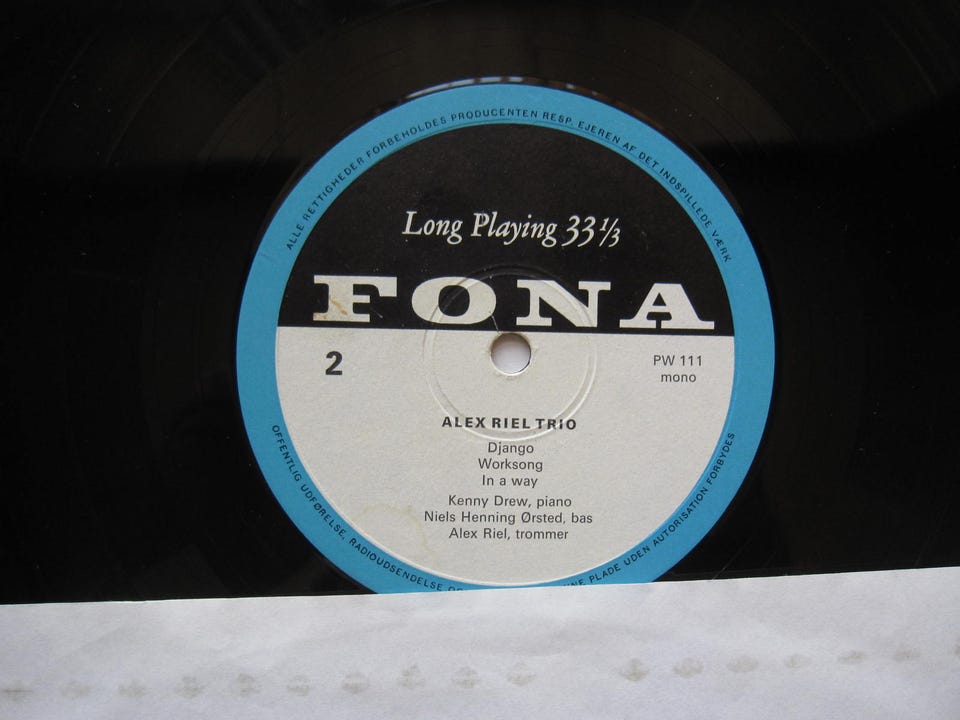 ALLE RETTIGHEDER FORBEHOLDES PRODUCENTEN RESP. EJEREN AF DET INDSPILLEDE VÆRK
Long Playing 33 1/3
FONA
2
PW 111
mono
ALEX RIEL TRIO
Django
Worksong
In a way
Kenny Drew, piano
Niels Henning Ørsted, bas
Alex Riel, trommer
OFFENTLIG UDFØRELSE, RADIOUDSENDELSE
PLADE UDEN AUTORISATION FORBYDES